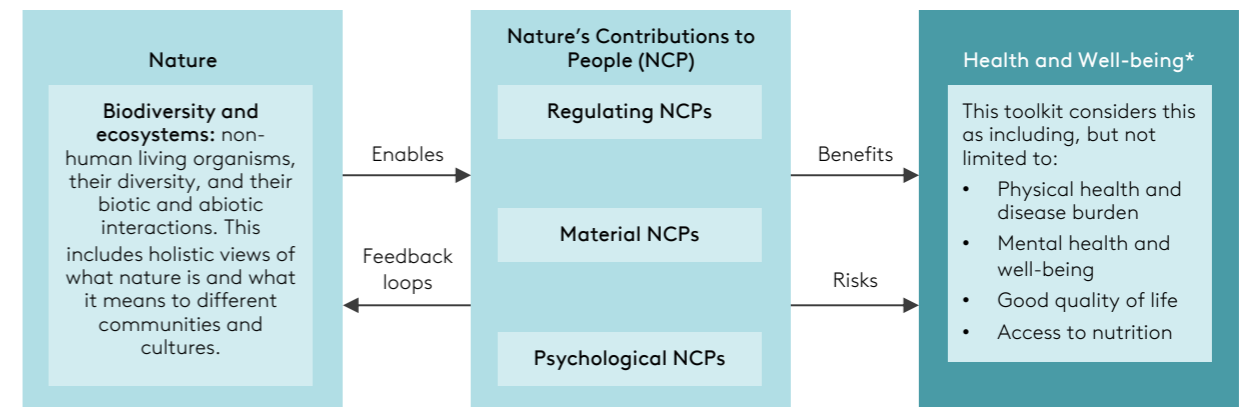 Nature
Biodiversity and
ecosystems: non-
human living organisms,
their diversity, and their
biotic and abiotic
interactions. This
includes holistic views of
what nature is and what
it means to different
communities and
cultures.
Enables
Feedback
loops
Nature's Contributions to
People (NCP)
Regulating NCPs
Material NCPs
Psychological NCPs
Benefits
Risks
Health and Well-being*
This toolkit considers this
as including, but not
limited to:
• Physical health and
disease burden
• Mental health and
well-being
• Good quality of life
• Access to nutrition